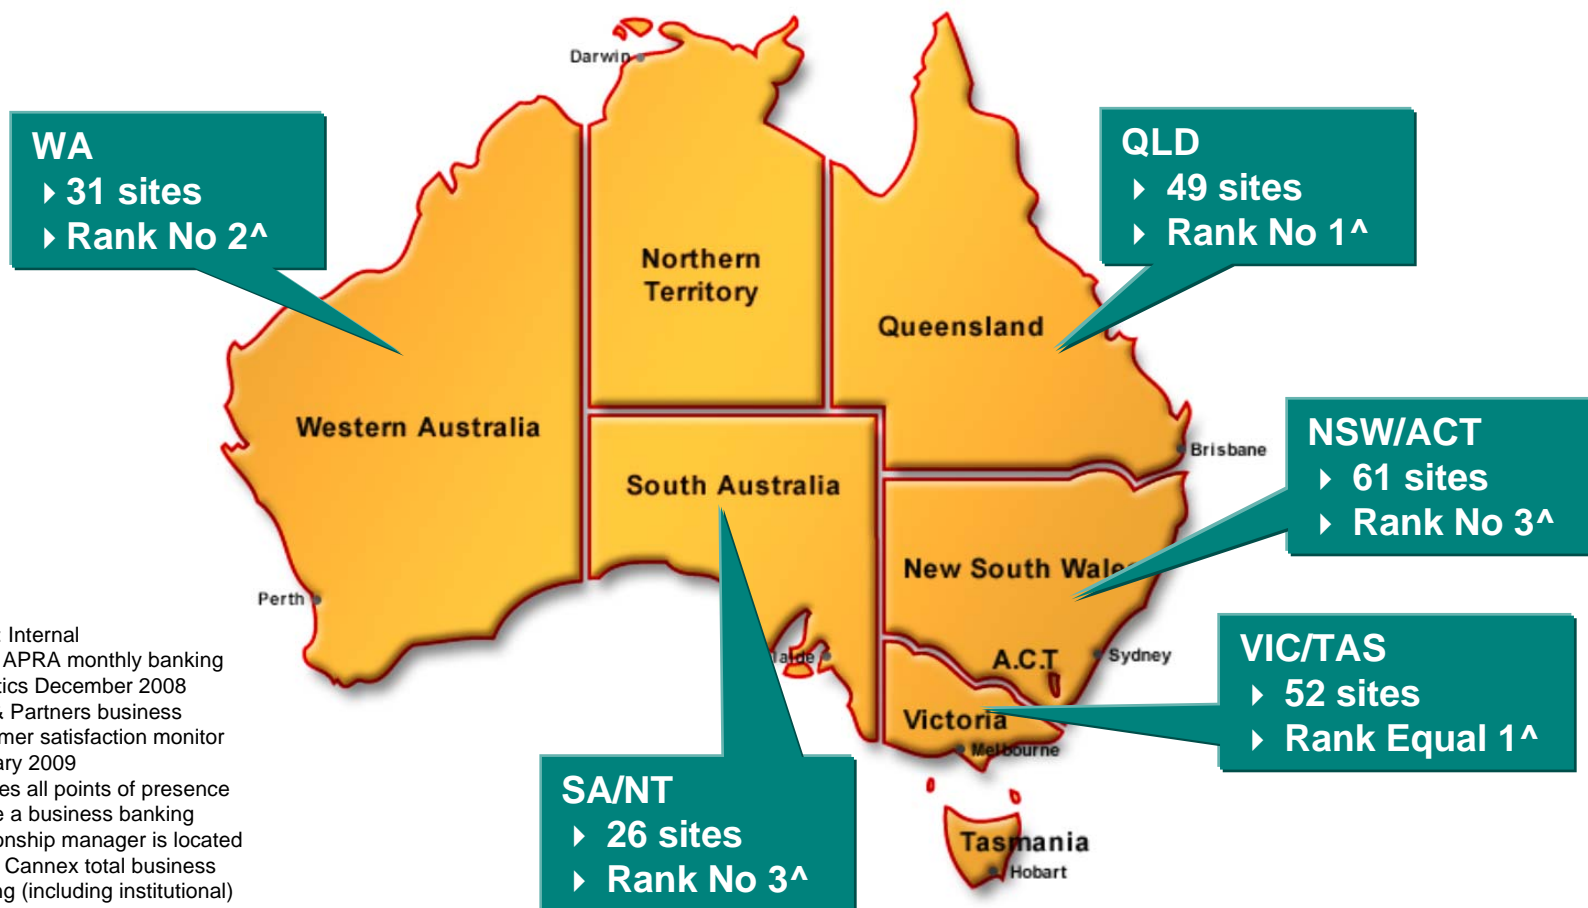 Darwin
WA
31 sites
Rank No 2^
QLD
49 sites
Rank No 1^
Northern
Territory
Queensland
Western Australia
NSW/ACT
61 sites
Rank No 3^
Brisbane
South Australia
New South Wales
Perth
Internal
APRA monthly banking
tics December 2008
& Partners business
mer satisfaction monitor
ary 2009
es all points of presence
e a business banking
onship manager is located
Cannex total business
ng (including institutional)
laide
A.C.T
Sydney
VIC/TAS
52 sites
Rank Equal 1^
Victoria
Melbourne
SA/NT
26 sites
Rank No 3^
Tasmania
Hobart